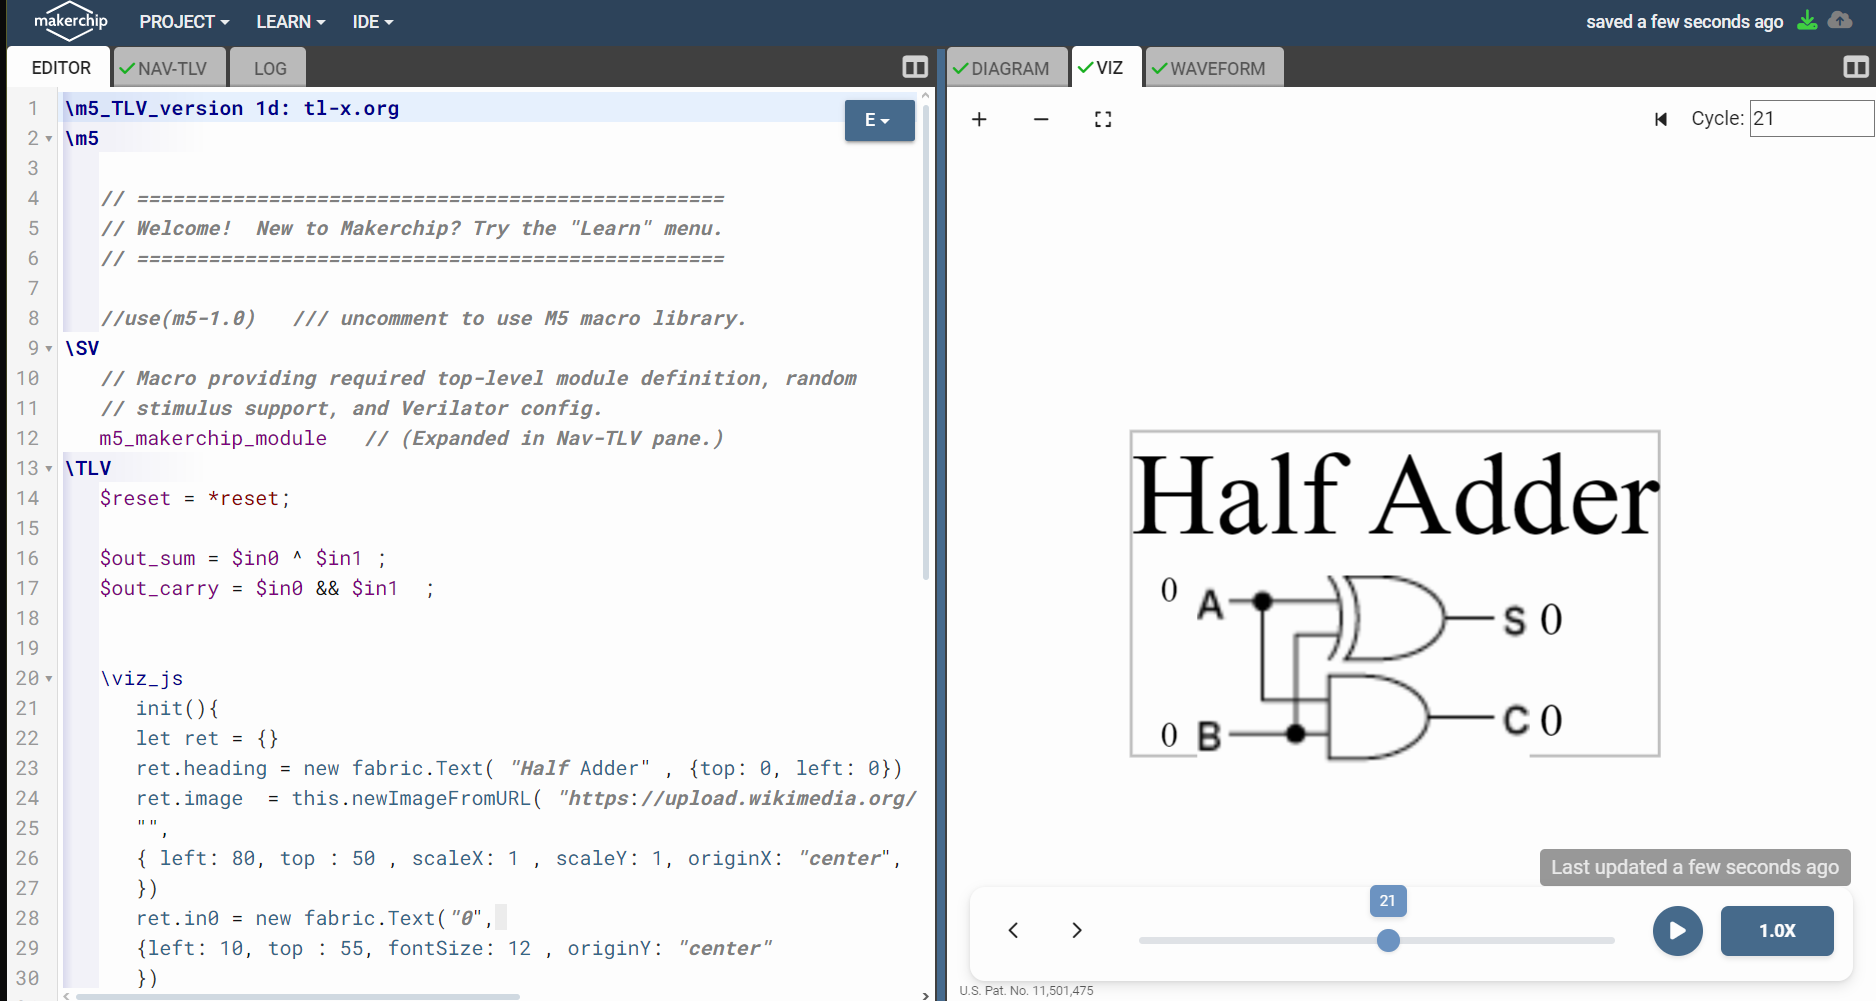 makerchip PROJECT LEARN IDE saved a few seconds ago
EDITOR NAV-TLV LOG
1 \m5_TLV_version 1d: tl-x.org
E
2 \m5
3
4 // =================================================
5 // Welcome!  New to Makerchip? Try the "Learn" menu.
6 // =================================================
7
8 //use(m5-1.0)   /// uncomment to use M5 macro library.
9 \SV
10 // Macro providing required top-level module definition, random
11 // stimulus support, and Verilator config.
12 m5_makerchip_module   // (Expanded in Nav-TLV pane.)
13 \TLV
14 $reset = *reset;
15
16 $out_sum = $in0 ^ $in1 ;
17 $out_carry = $in0 && $in1  ;
18
19
20 \viz_js
21 init(){
22 let ret = {}
23 ret.heading = new fabric.Text( "Half Adder" , {top: 0, left: 0})
24 ret.image  = this.newImageFromURL( "https://upload.wikimedia.org/
25 "",
26 { left: 80, top : 50 , scaleX: 1 , scaleY: 1, originX: "center",
27 })
28 ret.in0 = new fabric.Text("0",
29 {left: 10, top : 55, fontSize: 12 , originY: "center"
30 })
DIAGRAM VIZ WAVEFORM
+ − Cycle: 21
Half Adder
0 A S 0
0 B C 0
Last updated a few seconds ago
21
1.0X
U.S. Pat. No. 11,501,475